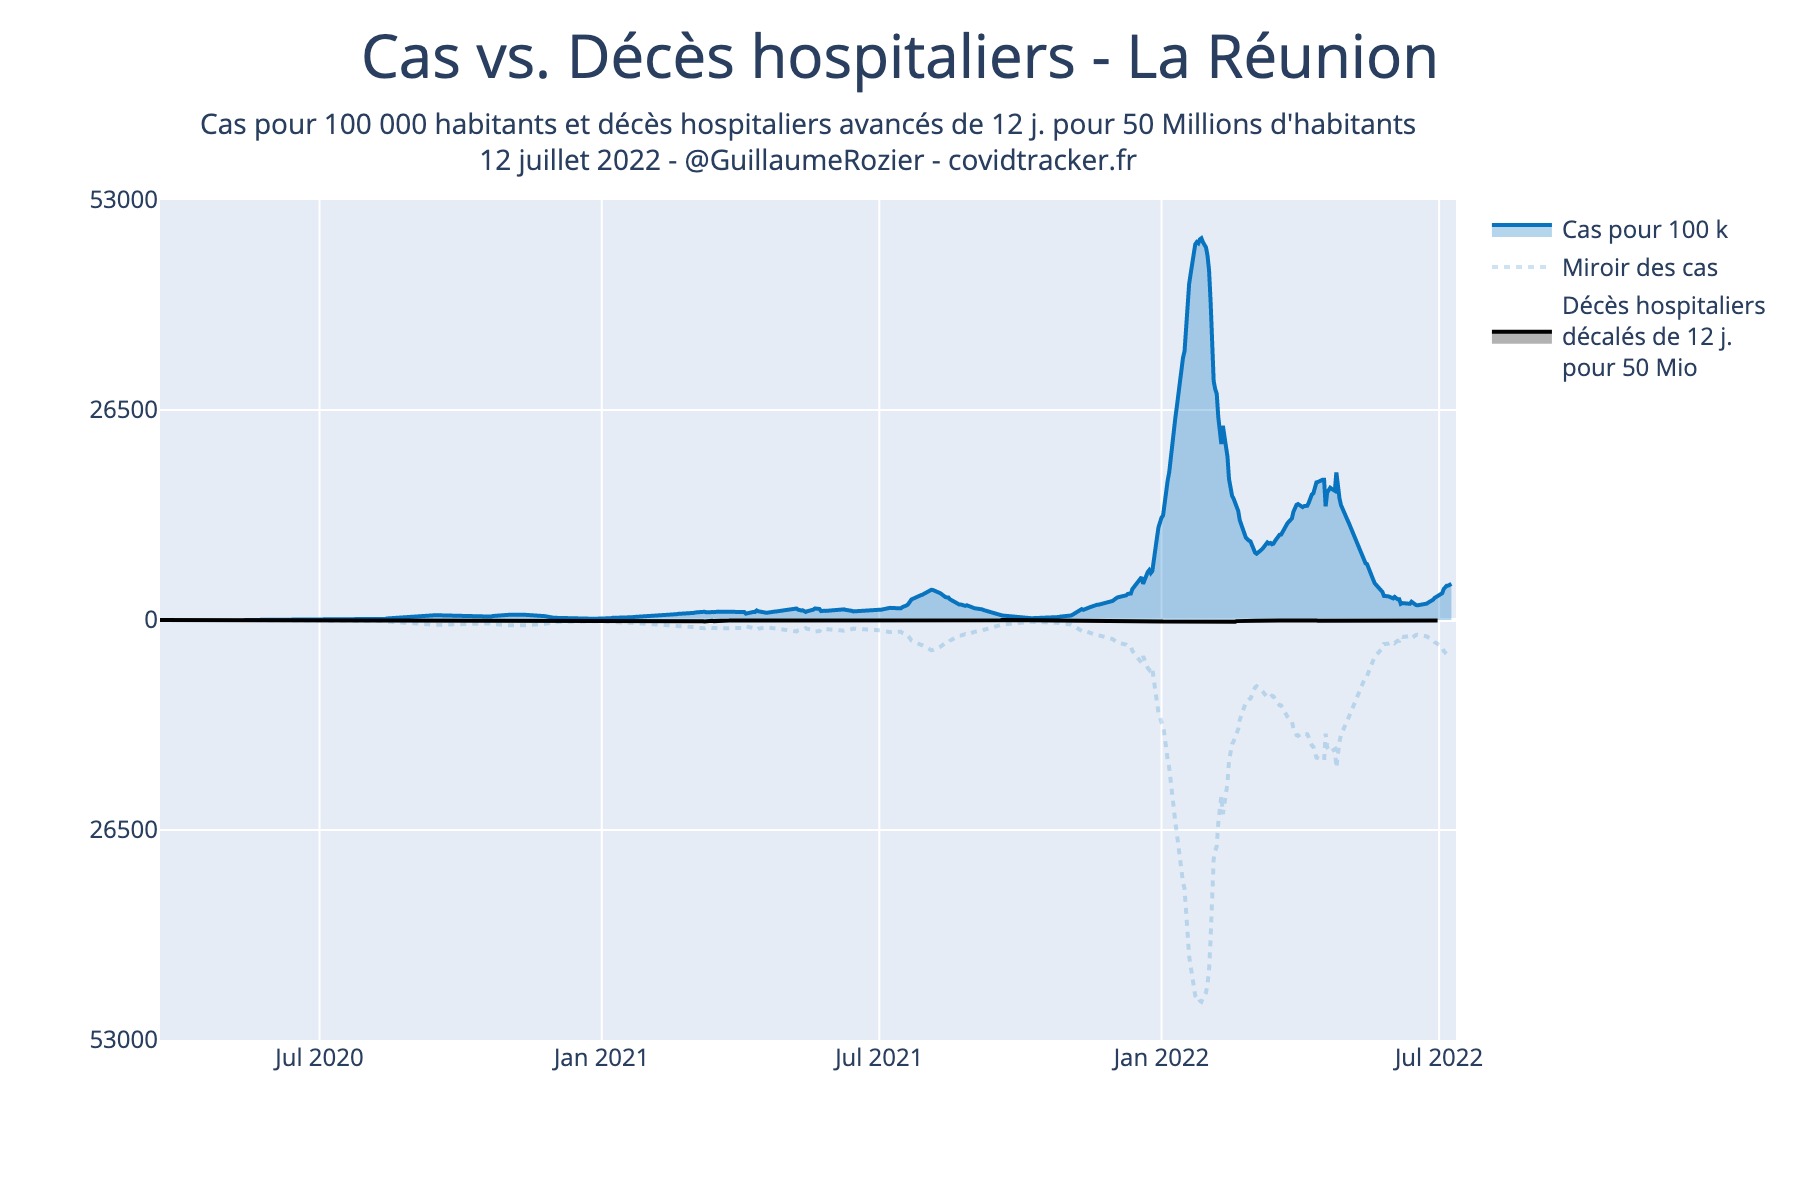 Cas vs. Décès hospitaliers - La Réunion
Cas pour 100 000 habitants et décès hospitaliers avancés de 12 j. pour 50 Millions d'habitants
12 juillet 2022 - @GuillaumeRozier - covidtracker.fr
53000
26500
0
26500
53000
Jul 2020
Jan 2021
Jul 2021
Jan 2022
Jul 2022
Cas pour 100 k
Miroir des cas
Décès hospitaliers
décalés de 12 j.
pour 50 Mio